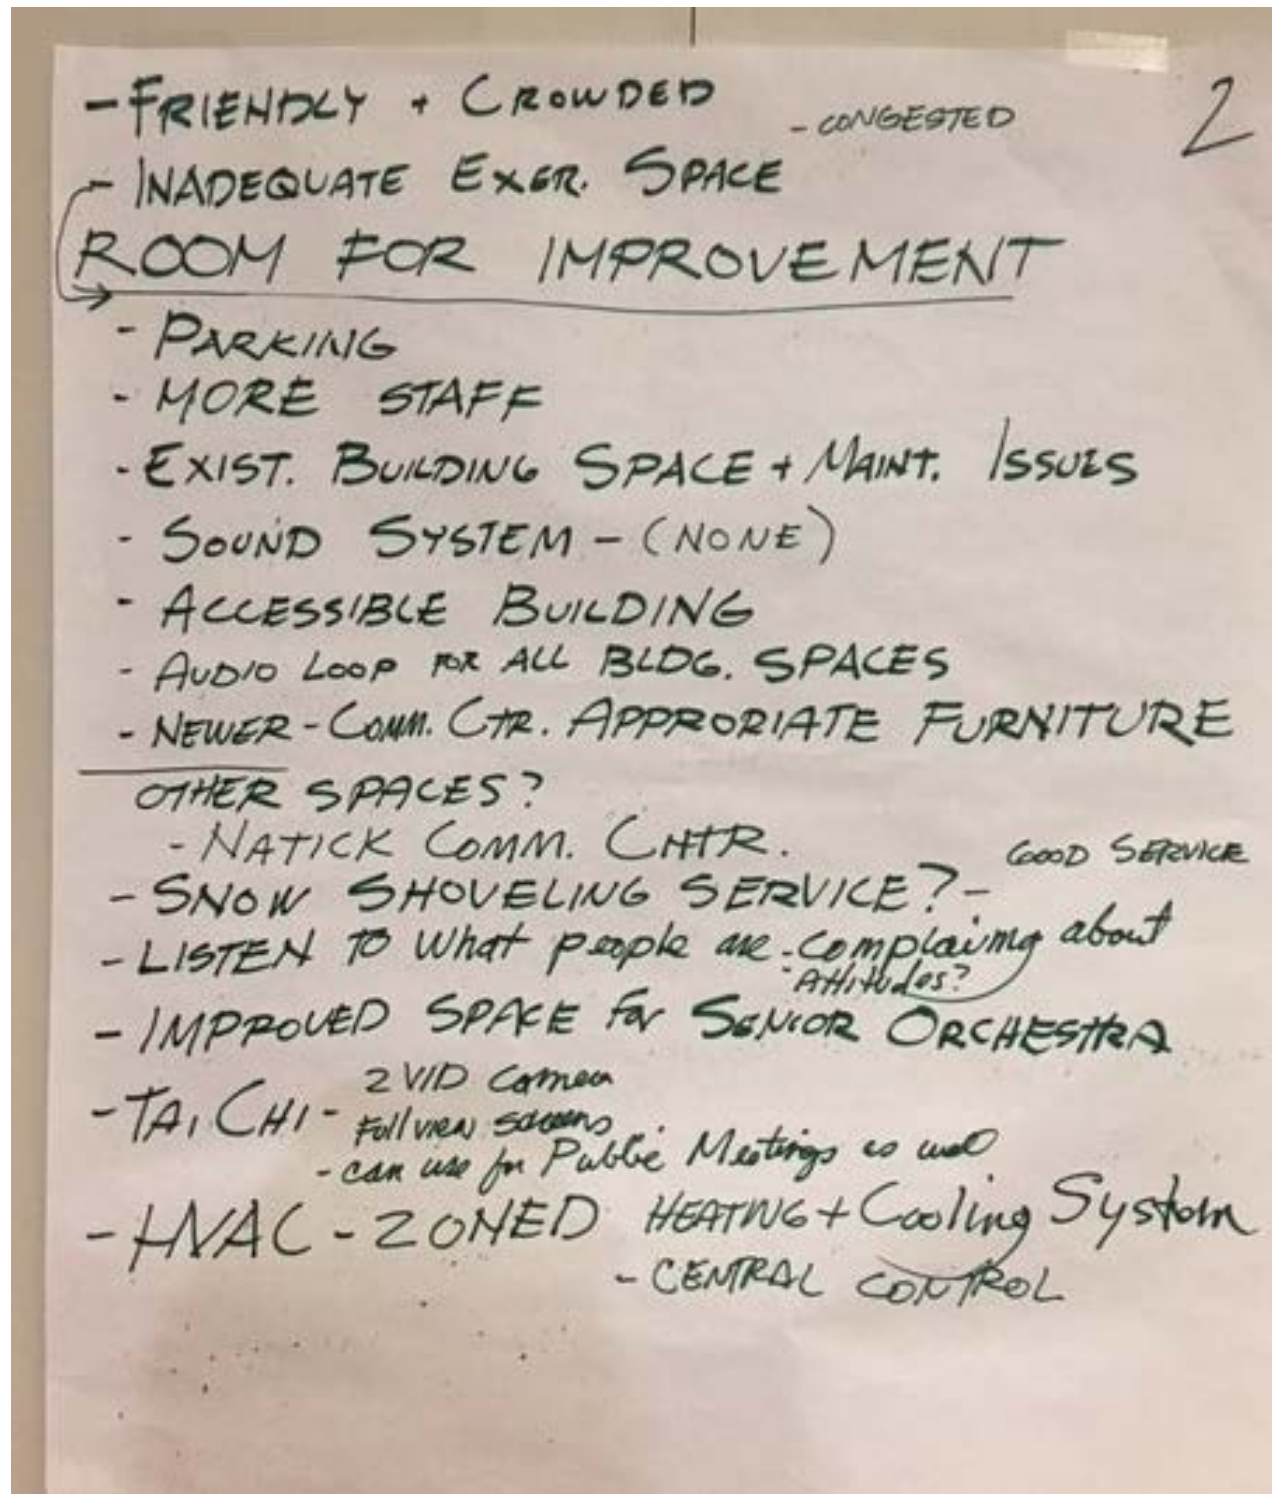 - FRIENDLY + CROWDED - CONGESTED
2
- INADEQUATE EXER. SPACE
ROOM FOR IMPROVEMENT
- PARKING
- MORE STAFF
- EXIST. BUILDING SPACE + MAINT. ISSUES
- SOUND SYSTEM - (NONE)
- ACCESSIBLE BUILDING
- AUDIO LOOP FOR ALL BLDG. SPACES
- NEWER - COMM. CTR. APPRORIATE FURNITURE
OTHER SPACES?
- NATICK COMM. CNTR.
- SNOW SHOVELING SERVICE? - GOOD SERVICE
- LISTEN TO What people are - complaining about
- Attitudes?
- IMPROVED SPACE for SENIOR ORCHESTRA
- TAI CHI - 2 VID Camera
Full view screens
- can use for Public Meetings as well
- HVAC - ZONED HEATING + Cooling System
- CENTRAL CONTROL